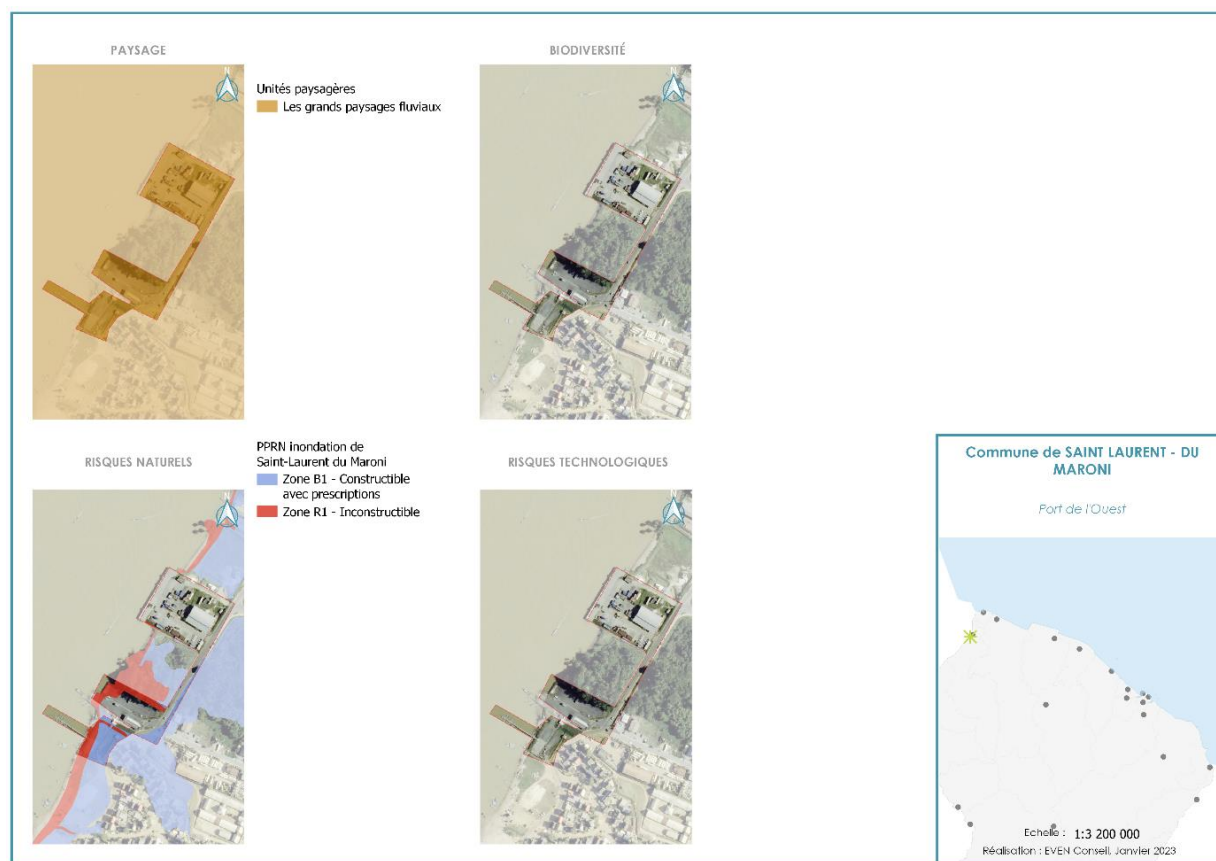 PAYSAGE
N
Unités paysagères
Les grands paysages fluviaux
BIODIVERSITÉ
N
RISQUES NATURELS
N
PPRN inondation de
Saint-Laurent du Maroni
Zone B1 - Constructible
avec prescriptions
Zone R1 - Inconstructible
RISQUES TECHNOLOGIQUES
N
Commune de SAINT LAURENT - DU
MARONI
Port de l'Ouest
Echelle : 1:3 200 000
Réalisation : EVEN Conseil, Janvier 2023